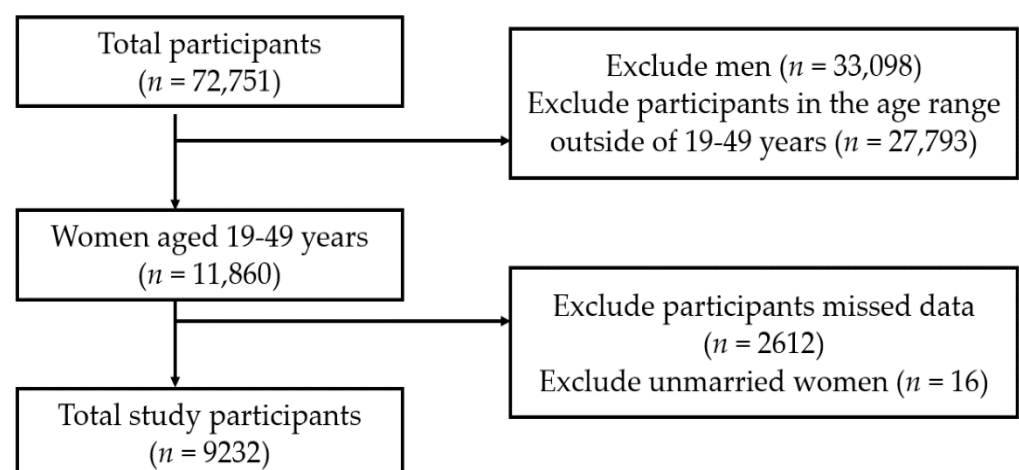 Total participants
(n = 72,751)
Exclude men (n = 33,098)
Exclude participants in the age range
outside of 19-49 years (n = 27,793)
Women aged 19-49 years
(n = 11,860)
Exclude participants missed data
(n = 2612)
Exclude unmarried women (n = 16)
Total study participants
(n = 9232)